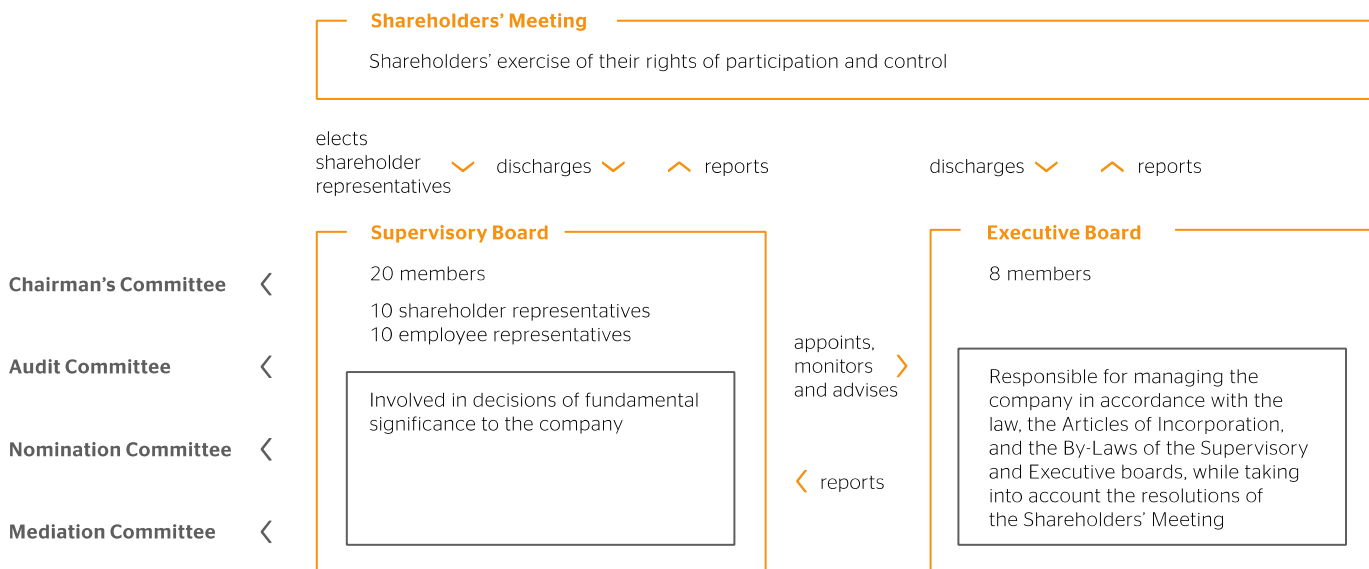 Shareholders’ Meeting
Shareholders’ exercise of their rights of participation and control
elects
shareholder
representatives
discharges
reports
discharges
reports
Chairman’s Committee
Audit Committee
Nomination Committee
Mediation Committee
Supervisory Board
20 members
10 shareholder representatives
10 employee representatives
Involved in decisions of fundamental
significance to the company
appoints,
monitors
and advises
reports
Executive Board
8 members
Responsible for managing the
company in accordance with the
law, the Articles of Incorporation,
and the By-Laws of the Supervisory
and Executive boards, while taking
into account the resolutions of
the Shareholders’ Meeting